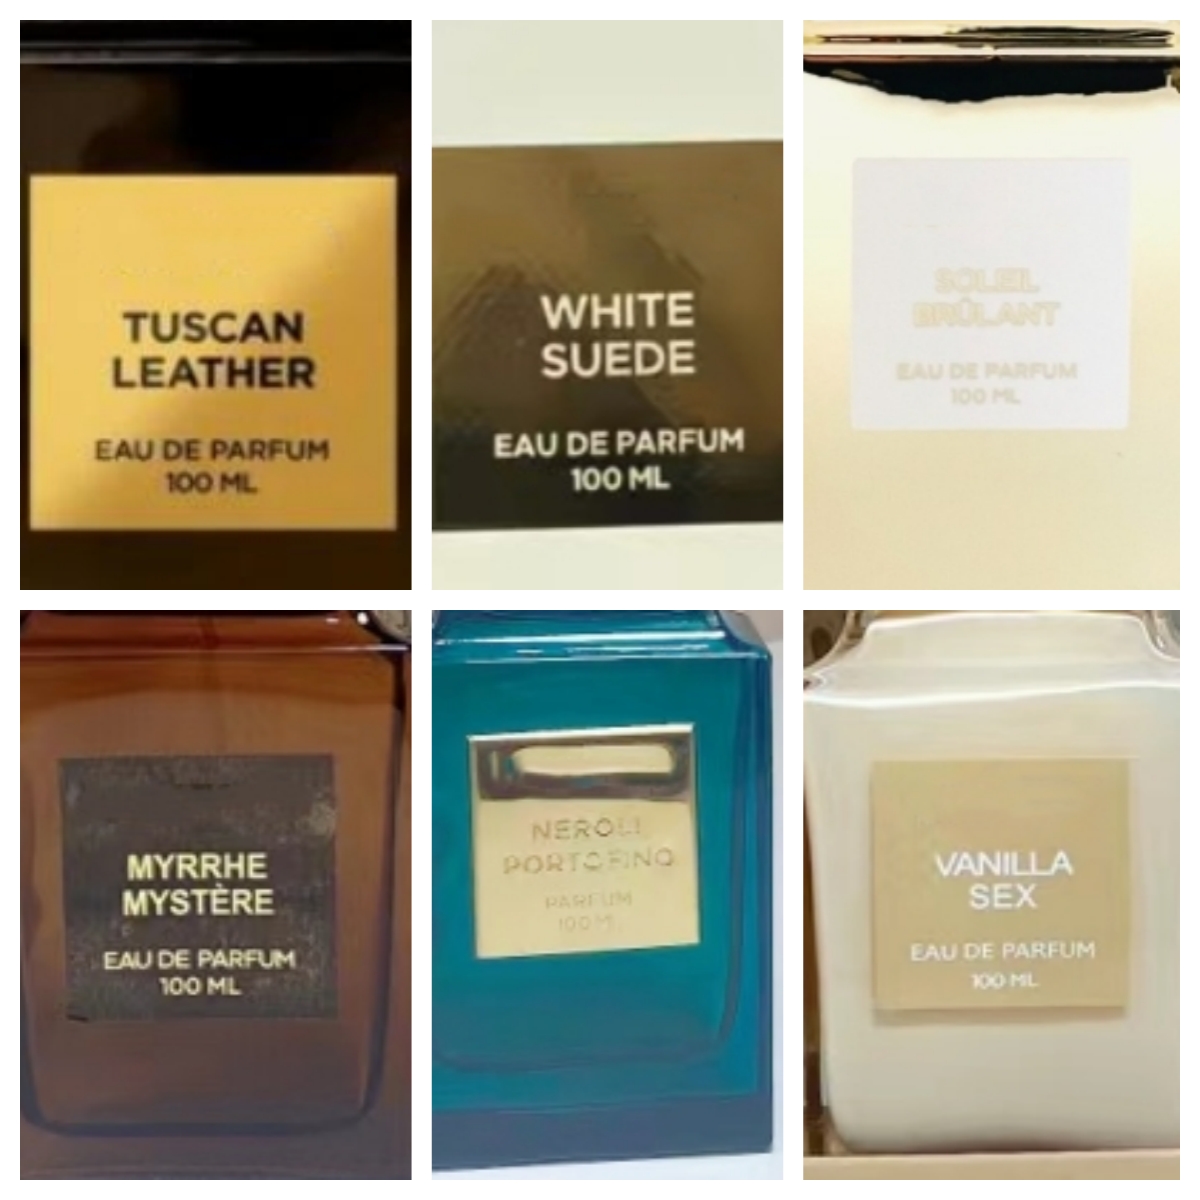 TUSCAN
LEATHER
EAU DE PARFUM
100 ML
WHITE
SUEDE
EAU DE PARFUM
100 ML
SOLEIL
BRÛLANT
EAU DE PARFUM
100 ML
MYRRHE
MYSTÈRE
EAU DE PARFUM
100 ML
NEROLI
PORTOFINO
PARFUM
100 ML
VANILLA
SEX
EAU DE PARFUM
100 ML